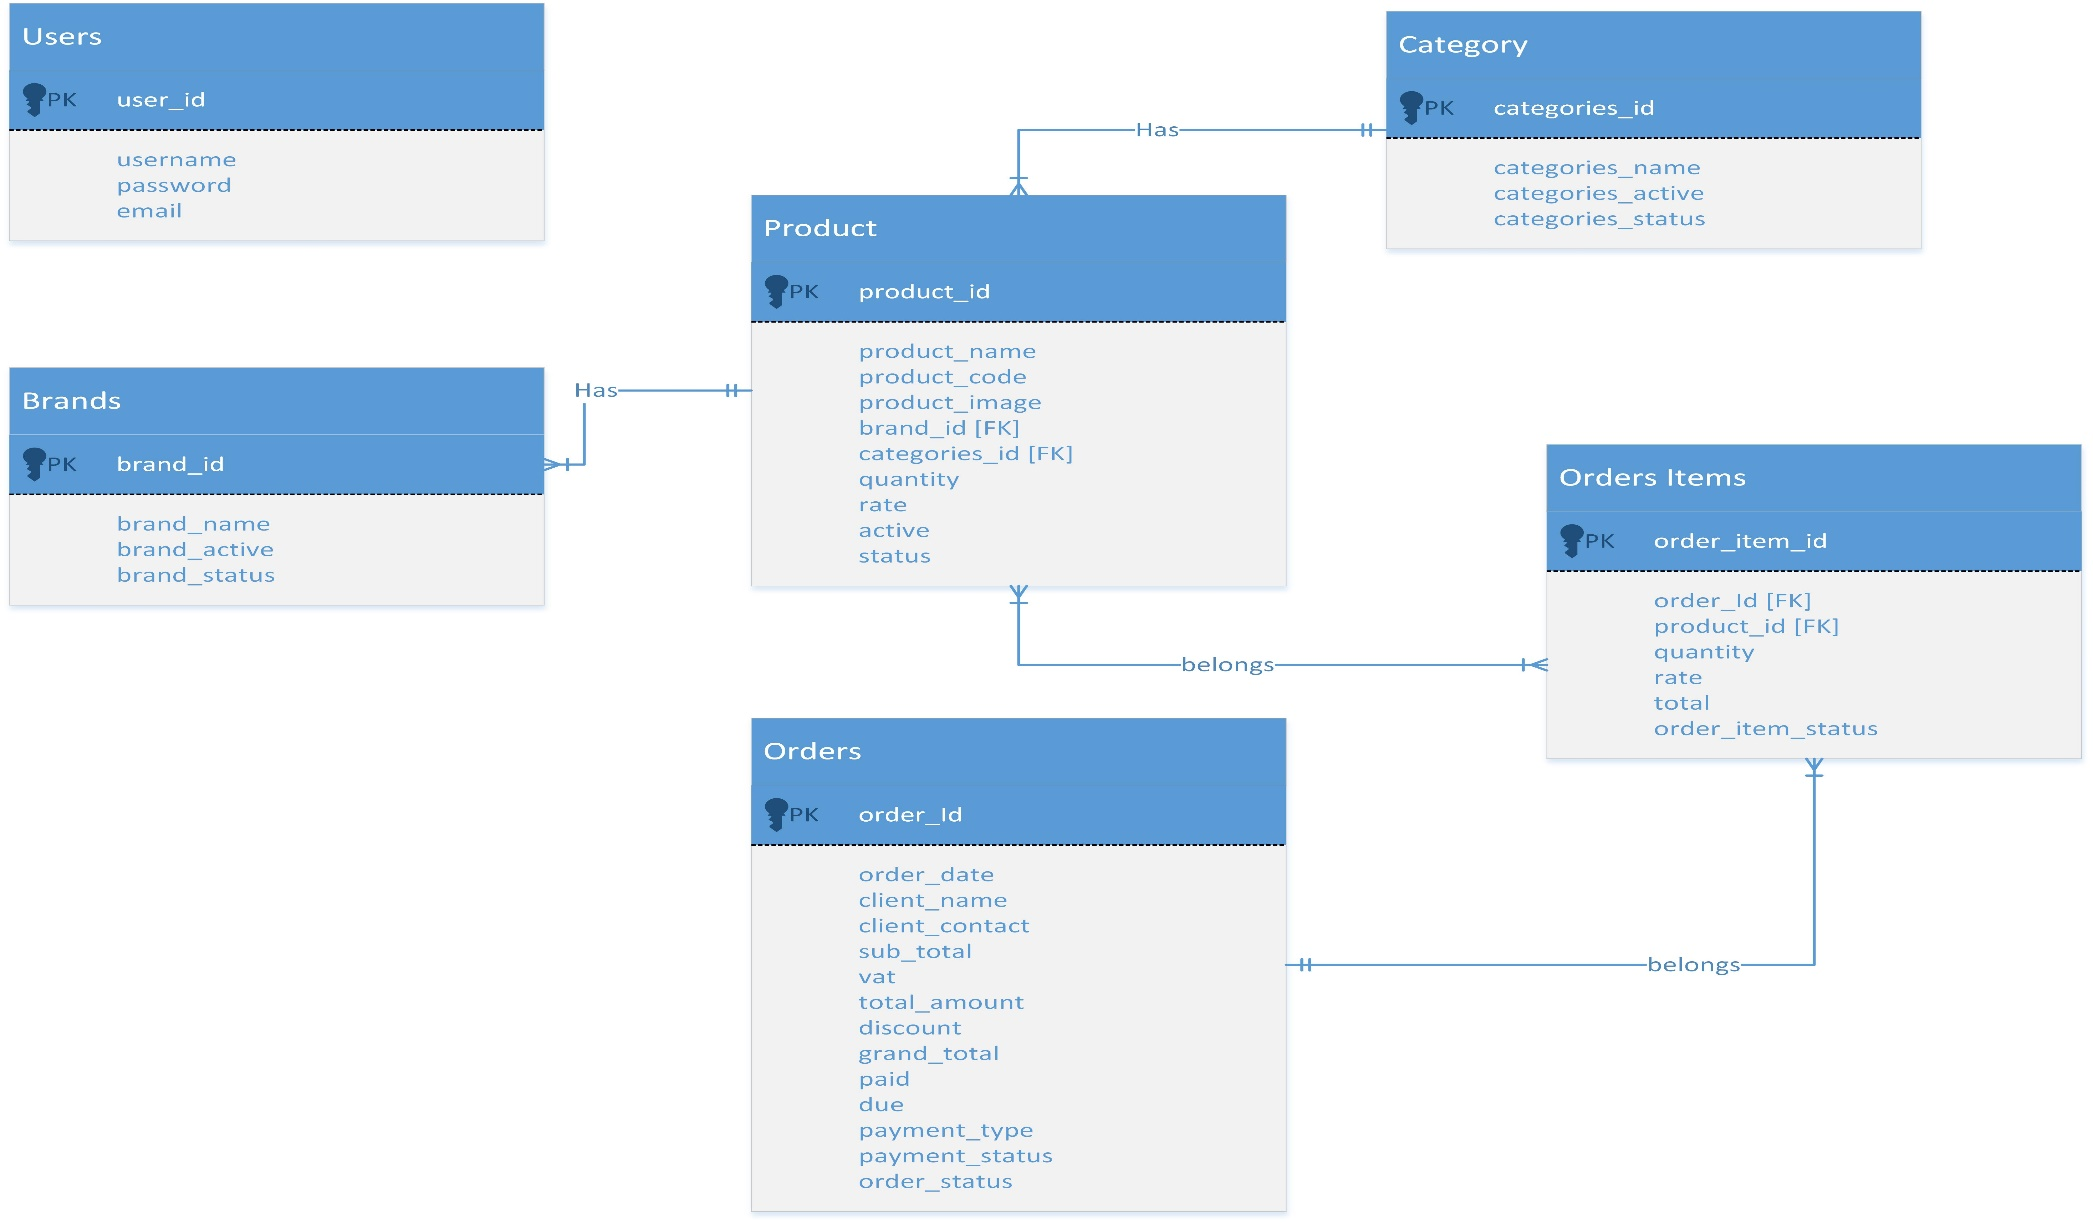 Users
PK user_id
username
password
email
Category
PK categories_id
categories_name
categories_active
categories_status
Has
Product
PK product_id
product_name
product_code
product_image
brand_id [FK]
categories_id [FK]
quantity
rate
active
status
Has
Brands
PK brand_id
brand_name
brand_active
brand_status
Orders Items
PK order_item_id
order_Id [FK]
product_id [FK]
quantity
rate
total
order_item_status
belongs
Orders
PK order_Id
order_date
client_name
client_contact
sub_total
vat
total_amount
discount
grand_total
paid
due
payment_type
payment_status
order_status
belongs